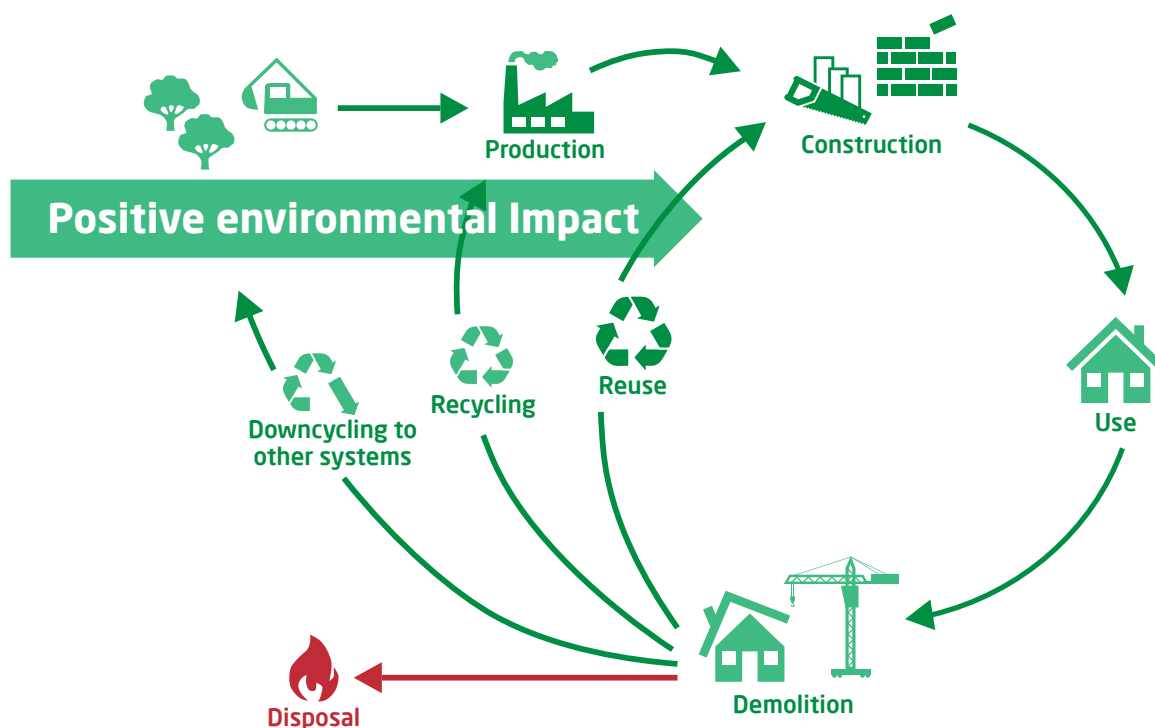 Production
Construction
Positive environmental Impact
Reuse
Recycling
Use
Downcycling to
other systems
Demolition
Disposal